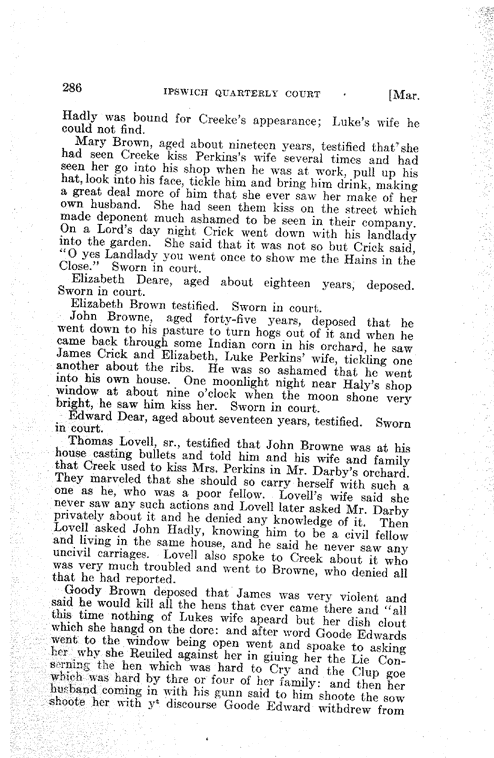 286 IPSWICH QUARTERLY COURT [Mar.
Hadly was bound for Creeke's appearance; Luke's wife he
could not find.
Mary Brown, aged about nineteen years, testified that she
had seen Creeke kiss Perkins's wife several times and had
seen her go into his shop when he was at work, pull up his
hat, look into his face, tickle him and bring him drink, making
a great deal more of him that she ever saw her make of her
own husband. She had seen them kiss on the street which
made deponent much ashamed to be seen in their company.
On a Lord's day night Crick went down with his landlady
into the garden. She said that it was not so but Crick said,
"O yes Landlady you went once to show me the Hains in the
Close." Sworn in court.
Elizabeth Deare, aged about eighteen years, deposed.
Sworn in court.
Elizabeth Brown testified. Sworn in court.
John Browne, aged forty-five years, deposed that he
went down to his pasture to turn hogs out of it and when he
came back through some Indian corn in his orchard, he saw
James Crick and Elizabeth, Luke Perkins' wife, tickling one
another about the ribs. He was so ashamed that he went
into his own house. One moonlight night near Haly's shop
window at about nine o'clock when the moon shone very
bright, he saw him kiss her. Sworn in court.
Edward Dear, aged about seventeen years, testified. Sworn
in court.
Thomas Lovell, sr., testified that John Browne was at his
house casting bullets and told him and his wife and family
that Creek used to kiss Mrs. Perkins in Mr. Darby's orchard.
They marveled that she should so carry herself with such a
one as he, who was a poor fellow. Lovell's wife said she
never saw any such actions and Lovell later asked Mr. Darby
privately about it and he denied any knowledge of it. Then
Lovell asked John Hadly, knowing him to be a civil fellow
and living in the same house, and he said he never saw any
uncivil carriages. Lovell also spoke to Creek about it who
was very much troubled and went to Browne, who denied all
that he had reported.
Goody Brown deposed that James was very violent and
said he would kill all the hens that ever came there and "all
this time nothing of Lukes wife apeard but her dish clout
which she hangd on the dore: and after word Goode Edwards
went to the window being open went and spoake to asking
her why she Reuiled against her in giuing her the Lie Con-
serning the hen which was hard to Cry and the Clup goe
which was hard by thre or four of her family: and then her
husband coming in with his gunn said to him shoote the sow
shoote her with yt discourse Goode Edward withdrew from